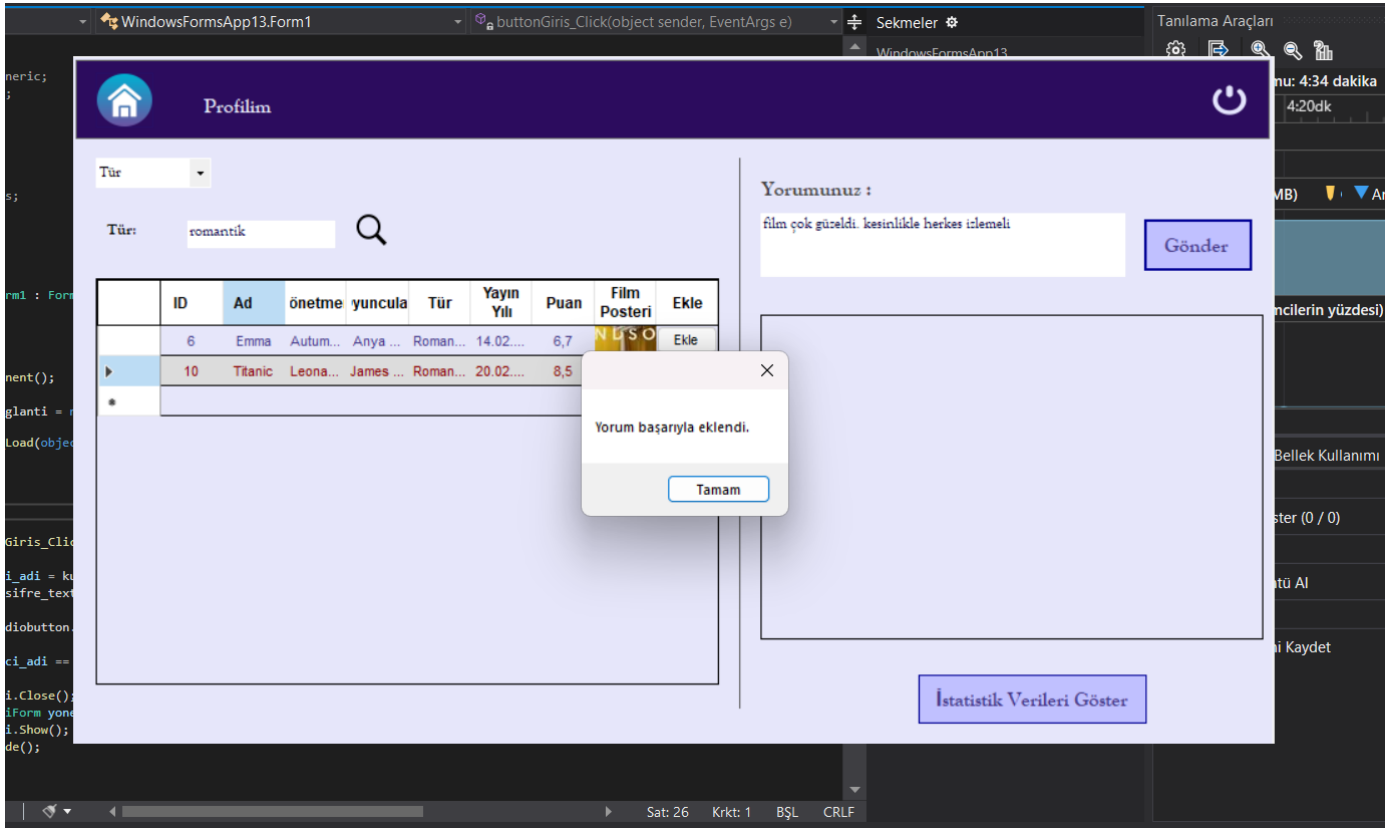 WindowsFormsApp13.Form1
buttonGiris_Click(object sender, EventArgs e)
Sekmeler
Tanılama Araçları
WindowsFormsApp13
neric;
;
s;
rm1 : Form
nent();
glanti =
Load(objec
Giris_Clic
i_adi = ku
sifre_text
diobutton.
ci_adi ==
i.Close();
iForm yone
i.Show();
de();
Profilim
Tür
Tür:
romantik
ID Ad önetme yuncula Tür Yayın Yılı Puan Film Posteri Ekle
6 Emma Autum... Anya ... Roman... 14.02.... 6,7 Ekle
10 Titanic Leona... James ... Roman... 20.02.... 8,5
Yorumunuz :
film çok güzeldi. kesinlikle herkes izlemeli
Gönder
Yorum başarıyla eklendi.
Tamam
İstatistik Verileri Göster
mu: 4:34 dakika
4:20dk
MB)
Ar
ncilerin yüzdesi)
Bellek Kullanımı
ster (0 / 0)
ntü AI
ni Kaydet
Sat: 26 Krkt: 1 BŞL CRLF